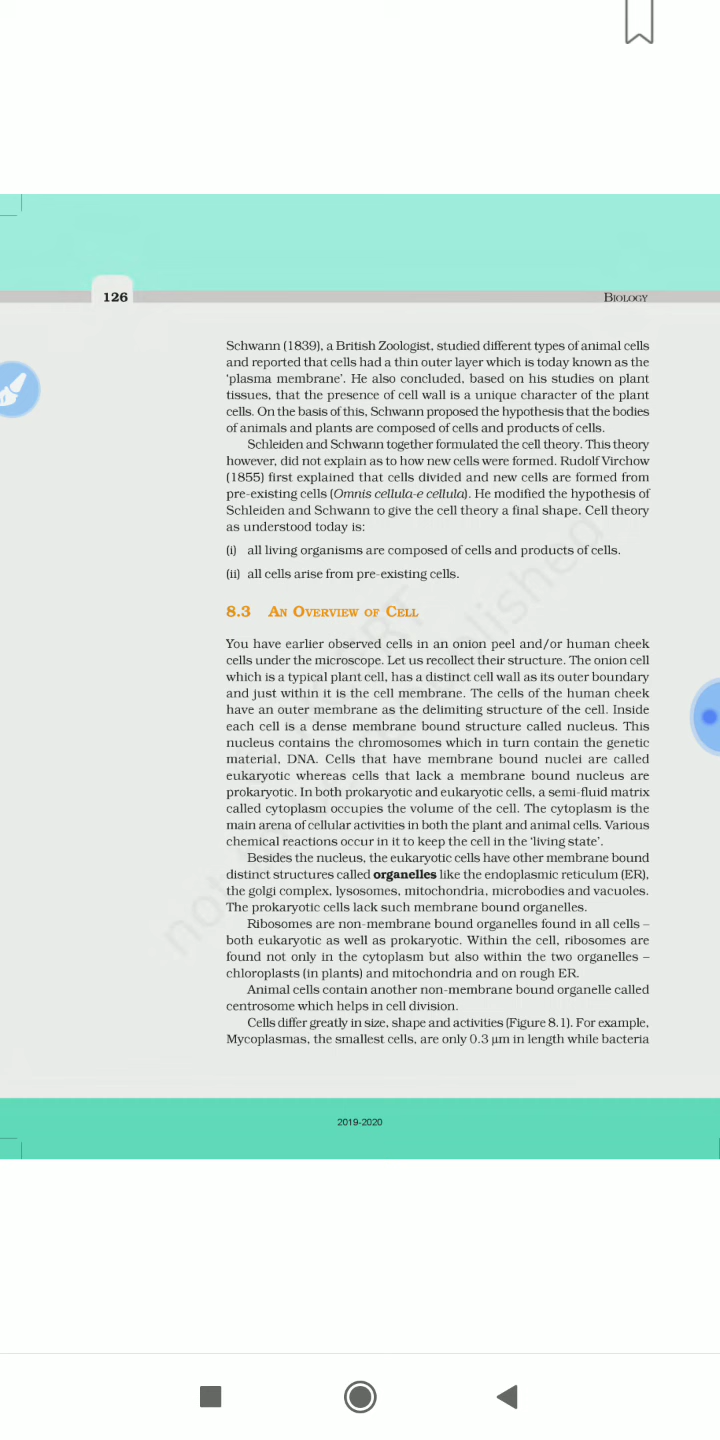 126
BIOLOGY
Schwann (1839), a British Zoologist, studied different types of animal cells
and reported that cells had a thin outer layer which is today known as the
‘plasma membrane’. He also concluded, based on his studies on plant
tissues, that the presence of cell wall is a unique character of the plant
cells. On the basis of this, Schwann proposed the hypothesis that the bodies
of animals and plants are composed of cells and products of cells.
Schleiden and Schwann together formulated the cell theory. This theory
however, did not explain as to how new cells were formed. Rudolf Virchow
(1855) first explained that cells divided and new cells are formed from
pre-existing cells (Omnis cellula-e cellula). He modified the hypothesis of
Schleiden and Schwann to give the cell theory a final shape. Cell theory
as understood today is:
(i) all living organisms are composed of cells and products of cells.
(ii) all cells arise from pre-existing cells.
8.3 AN OVERVIEW OF CELL
You have earlier observed cells in an onion peel and/or human cheek
cells under the microscope. Let us recollect their structure. The onion cell
which is a typical plant cell, has a distinct cell wall as its outer boundary
and just within it is the cell membrane. The cells of the human cheek
have an outer membrane as the delimiting structure of the cell. Inside
each cell is a dense membrane bound structure called nucleus. This
nucleus contains the chromosomes which in turn contain the genetic
material, DNA. Cells that have membrane bound nuclei are called
eukaryotic whereas cells that lack a membrane bound nucleus are
prokaryotic. In both prokaryotic and eukaryotic cells, a semi-fluid matrix
called cytoplasm occupies the volume of the cell. The cytoplasm is the
main arena of cellular activities in both the plant and animal cells. Various
chemical reactions occur in it to keep the cell in the ‘living state’.
Besides the nucleus, the eukaryotic cells have other membrane bound
distinct structures called organelles like the endoplasmic reticulum (ER),
the golgi complex, lysosomes, mitochondria, microbodies and vacuoles.
The prokaryotic cells lack such membrane bound organelles.
Ribosomes are non-membrane bound organelles found in all cells –
both eukaryotic as well as prokaryotic. Within the cell, ribosomes are
found not only in the cytoplasm but also within the two organelles –
chloroplasts (in plants) and mitochondria and on rough ER.
Animal cells contain another non-membrane bound organelle called
centrosome which helps in cell division.
Cells differ greatly in size, shape and activities (Figure 8.1). For example,
Mycoplasmas, the smallest cells, are only 0.3 µm in length while bacteria
2019-2020